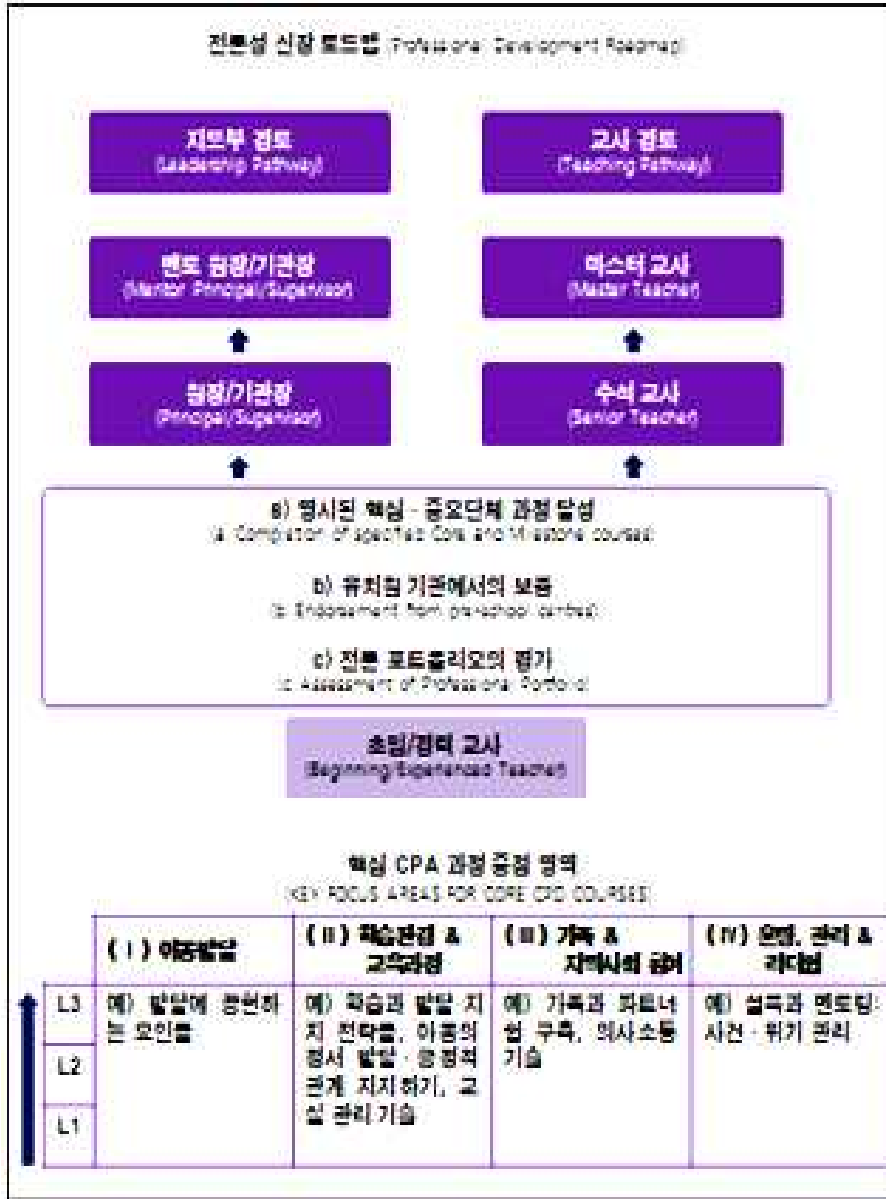 전문성 신장 로드맵 (Professional Development Roadmap)
지도부 경로
(Leadership Pathway)
교사 경로
(Teaching Pathway)
멘토 원장/기관장
(Mentor Principal/Supervisor)
마스터 교사
(Master Teacher)
원장/기관장
(Principal/Supervisor)
수석 교사
(Senior Teacher)
a) 명시된 핵심 · 중요단계 과정 달성
(a. Completion of specified Core and Milestone courses)
b) 유치원 기관에서의 보증
(b. Endorsement from pre-school centres)
c) 전문 포트폴리오의 평가
(c. Assessment of Professional Portfolio)
초임/경력 교사
(Beginning/Experienced Teacher)
핵심 CPA 과정 중점 영역
(KEY FOCUS AREAS FOR CORE CPD COURSES)
(Ⅰ) 아동발달
(Ⅱ) 학습환경 &
교육과정
(Ⅲ) 가족 &
지역사회 참여
(Ⅳ) 운영, 관리 &
리더쉽
L3
L2
L1
예) 발달에 공헌하
는 요인들
예) 학습과 발달 지
지 전략들, 아동의
정서 발달 · 긍정적
관계 지지하기, 교
실 관리 기술
예) 가족과 파트너
쉽 구축, 의사소통
기술
예) 설득과 멘토링:
사건 · 위기 관리